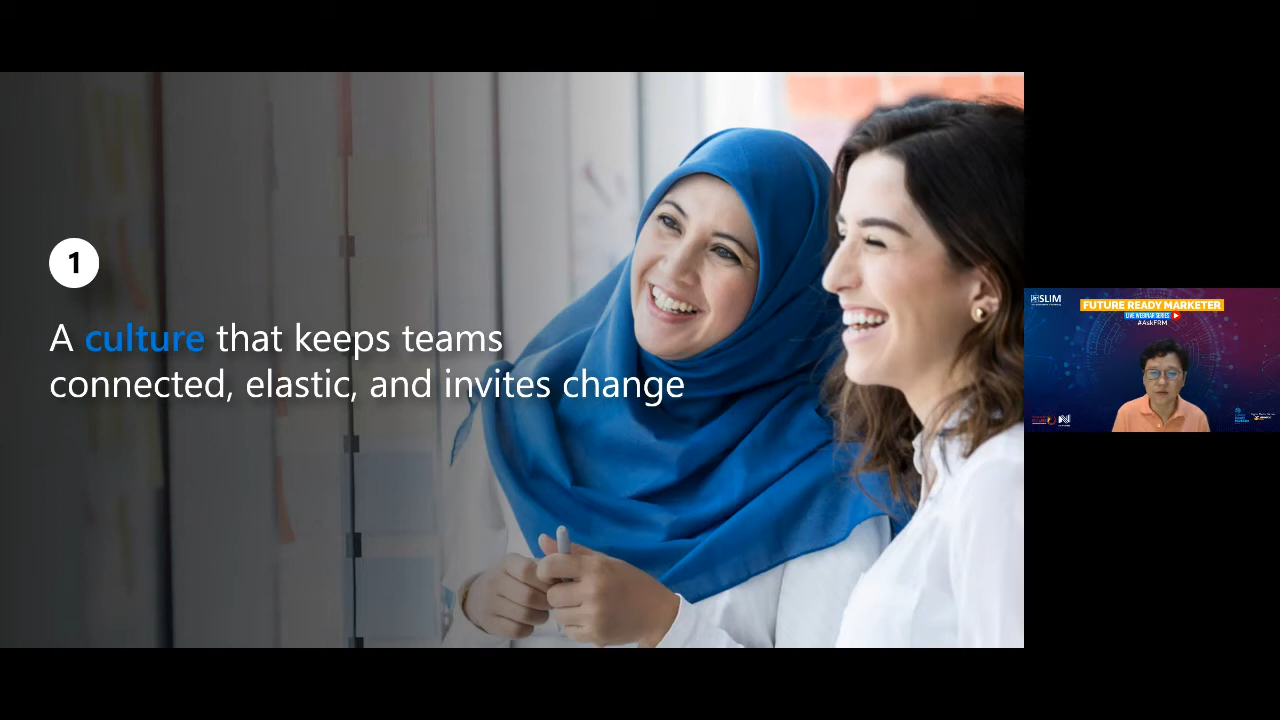 1
A culture that keeps teams
connected, elastic, and invites change
SLIM
FUTURE READY MARKETER
LIVE WEBINAR SERIES
#AskFRM